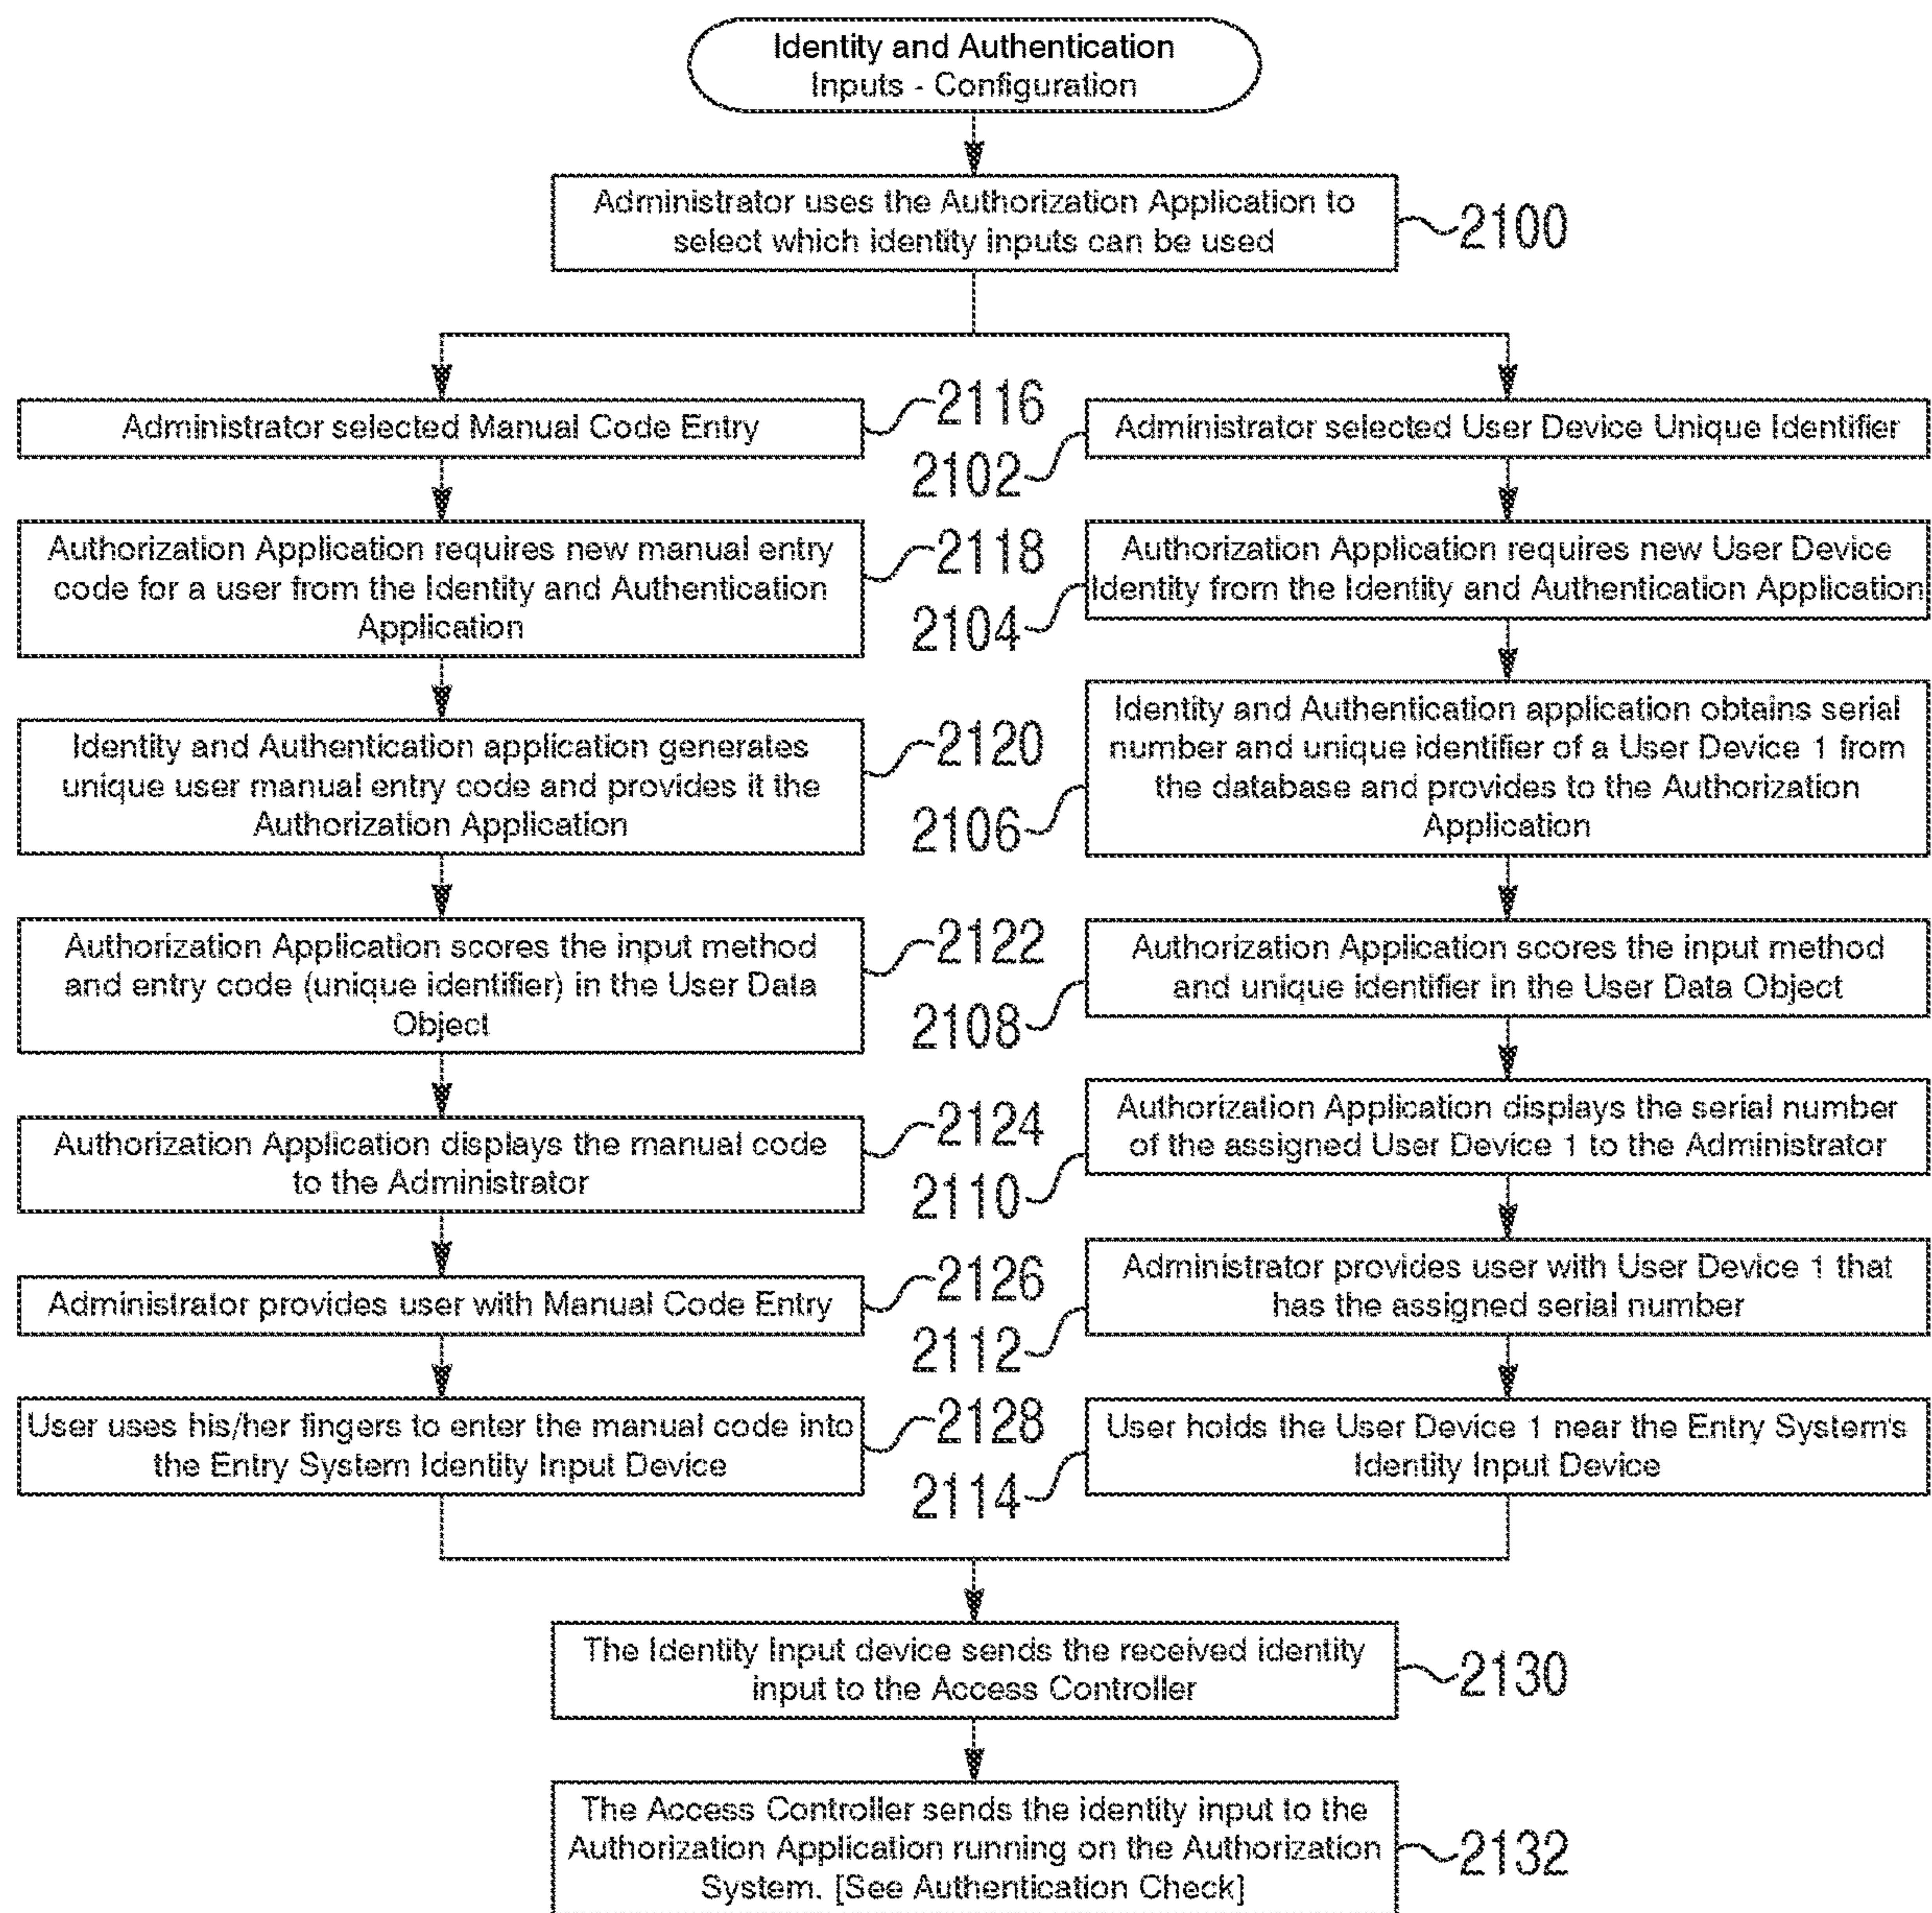 Identity and Authentication
Inputs - Configuration
Administrator uses the Authorization Application to
select which identity inputs can be used
2100
Administrator selected Manual Code Entry
2116
Authorization Application requires new manual entry
code for a user from the Identity and Authentication
Application
2118
Identity and Authentication application generates
unique user manual entry code and provides it the
Authorization Application
2120
Authorization Application scores the input method
and entry code (unique identifier) in the User Data
Object
2122
Authorization Application displays the manual code
to the Administrator
2124
Administrator provides user with Manual Code Entry
2126
User uses his/her fingers to enter the manual code into
the Entry System Identity Input Device
2128
Administrator selected User Device Unique Identifier
2102
Authorization Application requires new User Device
Identity from the Identity and Authentication Application
2104
Identity and Authentication application obtains serial
number and unique identifier of a User Device 1 from
the database and provides to the Authorization
Application
2106
Authorization Application scores the input method
and unique identifier in the User Data Object
2108
Authorization Application displays the serial number
of the assigned User Device 1 to the Administrator
2110
Administrator provides user with User Device 1 that
has the assigned serial number
2112
User holds the User Device 1 near the Entry System's
Identity Input Device
2114
The Identity Input device sends the received identity
input to the Access Controller
2130
The Access Controller sends the identity input to the
Authorization Application running on the Authorization
System. [See Authentication Check]
2132